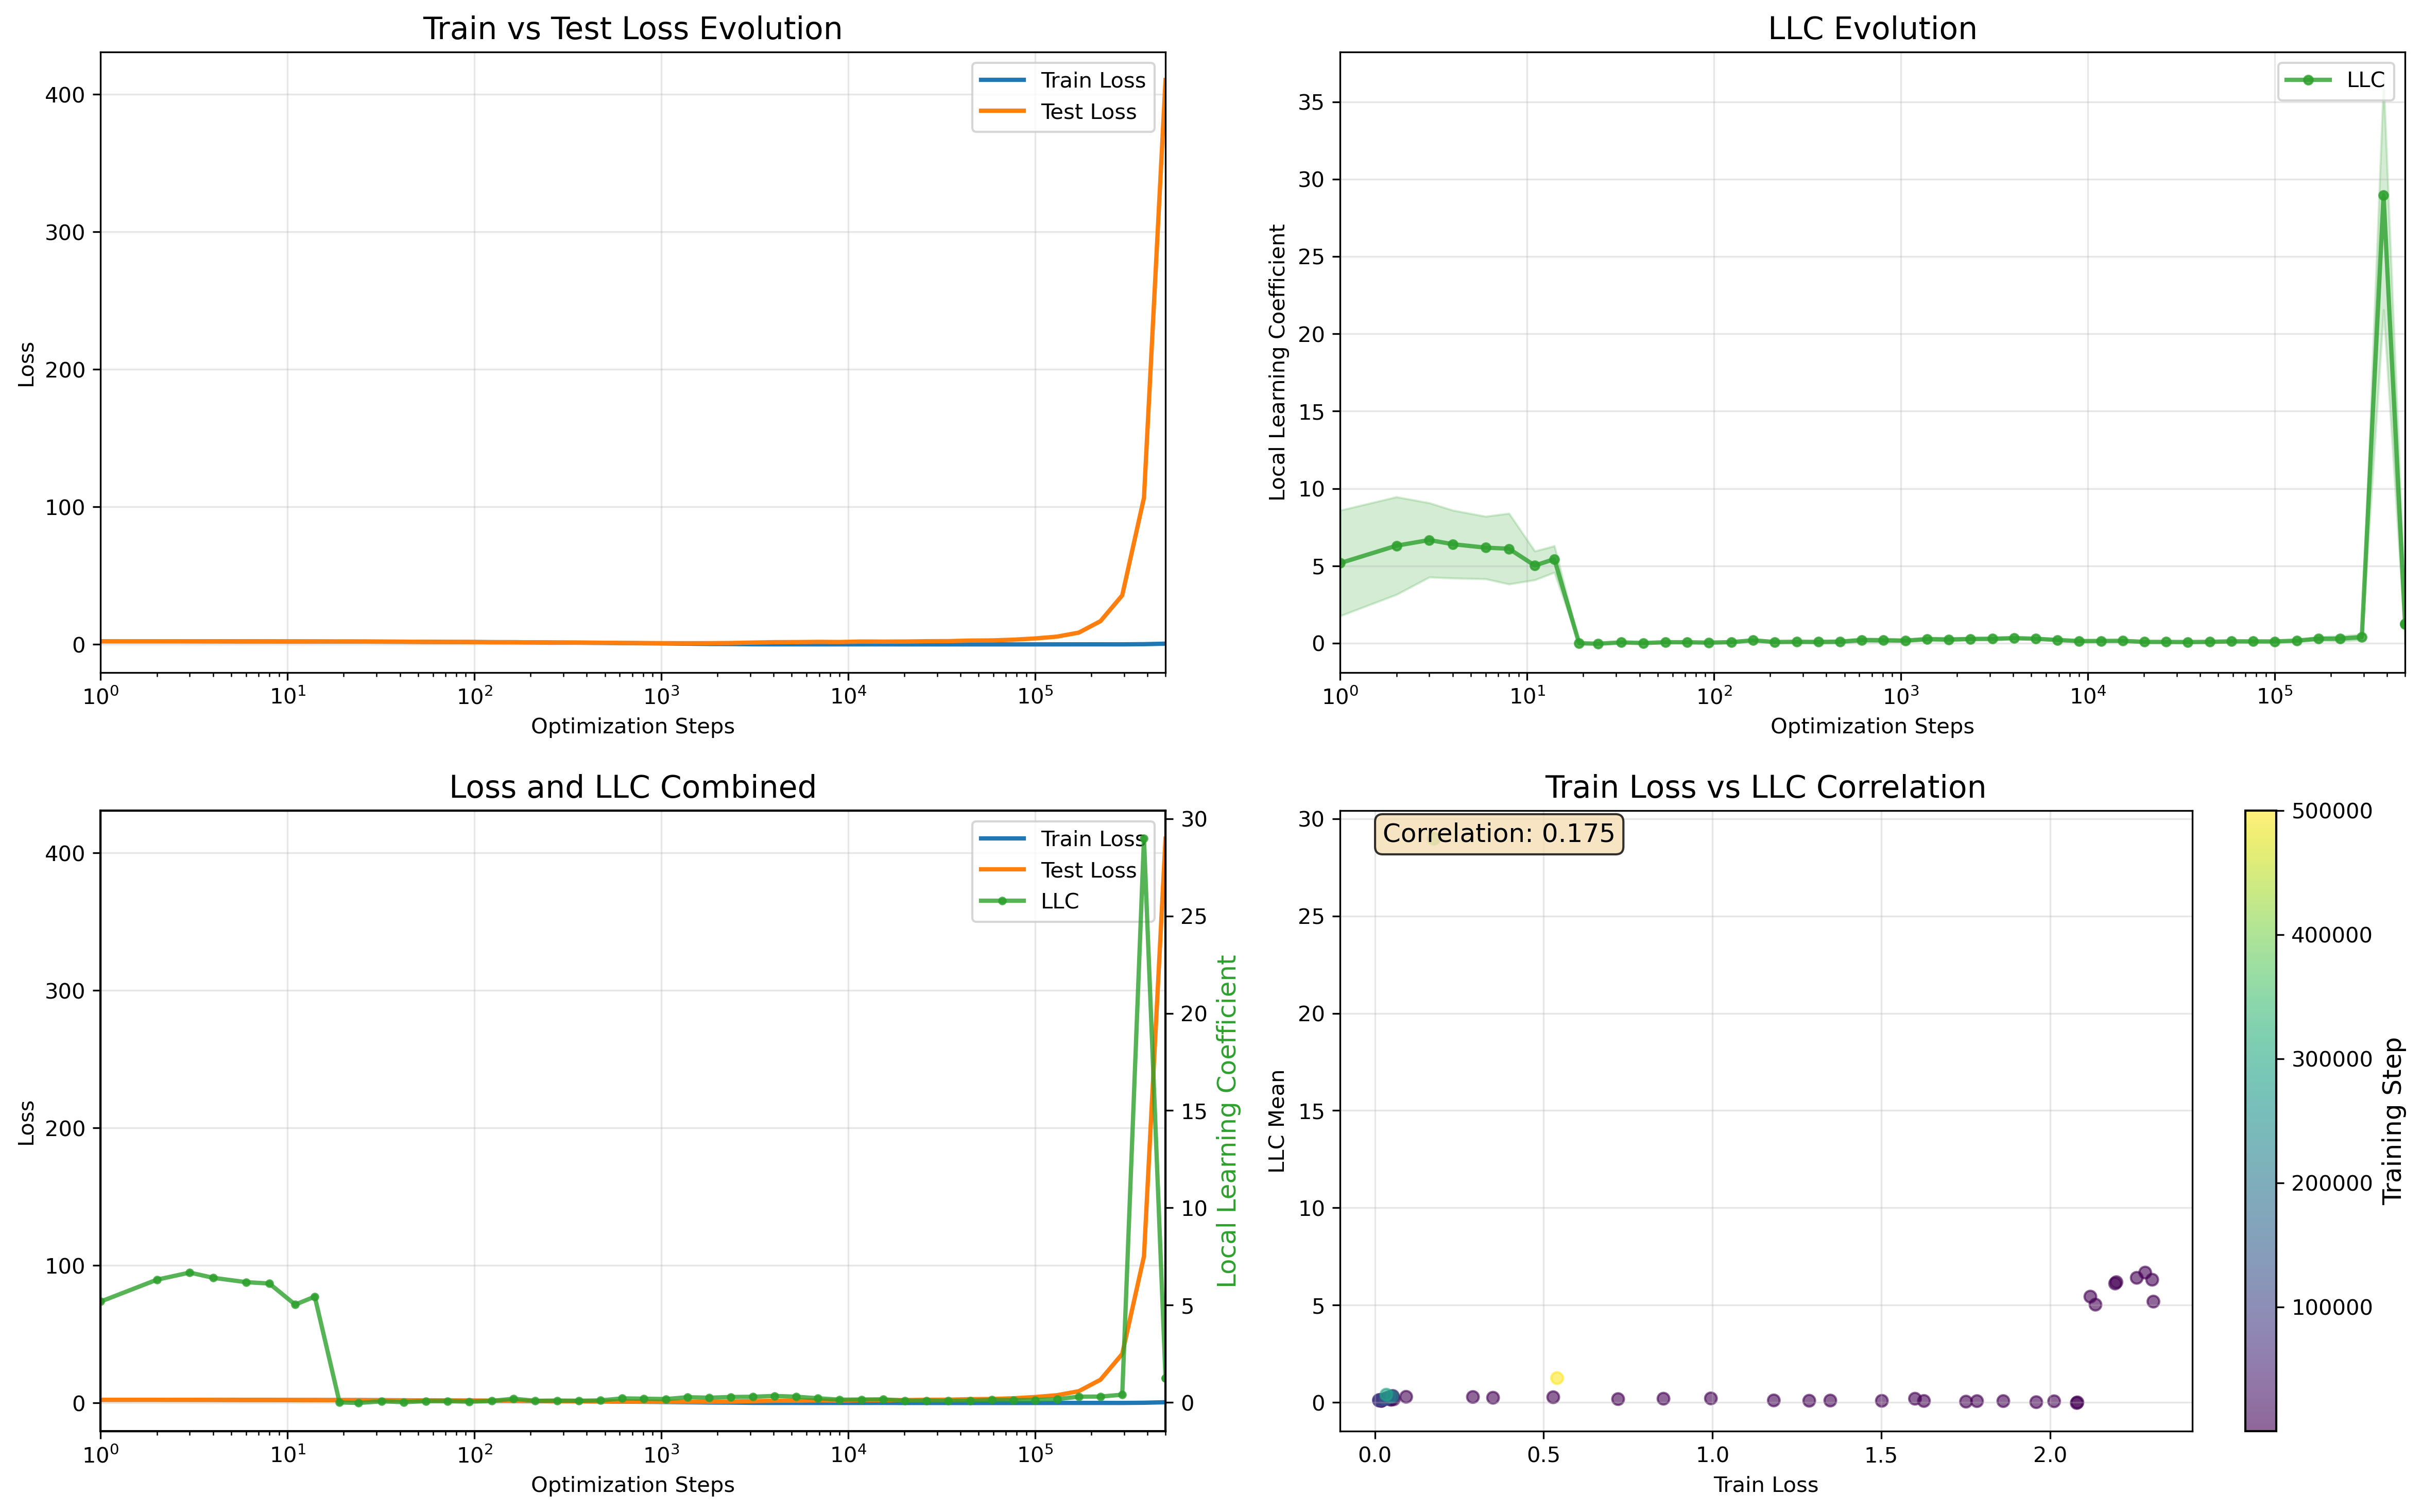 Train vs Test Loss Evolution
400
300
200
100
0
Loss
10⁰ 10¹ 10² 10³ 10⁴ 10⁵
Optimization Steps
Train Loss
Test Loss
LLC Evolution
35
30
25
20
15
10
5
0
Local Learning Coefficient
10⁰ 10¹ 10² 10³ 10⁴ 10⁵
Optimization Steps
LLC
Loss and LLC Combined
400
300
200
100
0
Loss
10⁰ 10¹ 10² 10³ 10⁴ 10⁵
Optimization Steps
Train Loss
Test Loss
LLC
30
25
20
15
10
5
0
Local Learning Coefficient
Train Loss vs LLC Correlation
Correlation: 0.175
30
25
20
15
10
5
0
LLC Mean
0.0 0.5 1.0 1.5 2.0
Train Loss
500000
400000
300000
200000
100000
Training Step